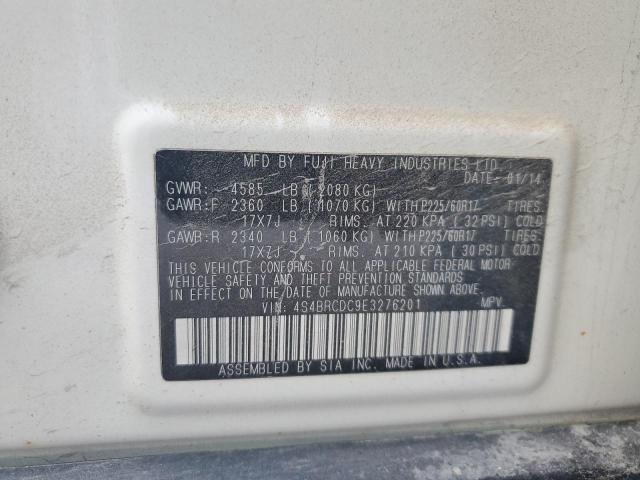 MFD BY FUJI HEAVY INDUSTRIES LTD.
DATE: 01/14
GVWR: 4585 LB ( 2080 KG)
GAWR:F 2360 LB ( 1070 KG) WITH P225/60R17 TIRES.
17X7J RIMS. AT 220 KPA ( 32 PSI) COLD
GAWR:R 2340 LB ( 1060 KG) WITH P225/60R17 TIRES.
17X7J RIMS. AT 210 KPA ( 30 PSI) COLD
THIS VEHICLE CONFORMS TO ALL APPLICABLE FEDERAL MOTOR
VEHICLE SAFETY AND THEFT PREVENTION STANDARDS
IN EFFECT ON THE DATE OF MANUFACTURE SHOWN ABOVE.
VIN: 4S4BRCDC9E3276201 MPV
ASSEMBLED BY SIA INC. MADE IN U.S.A.